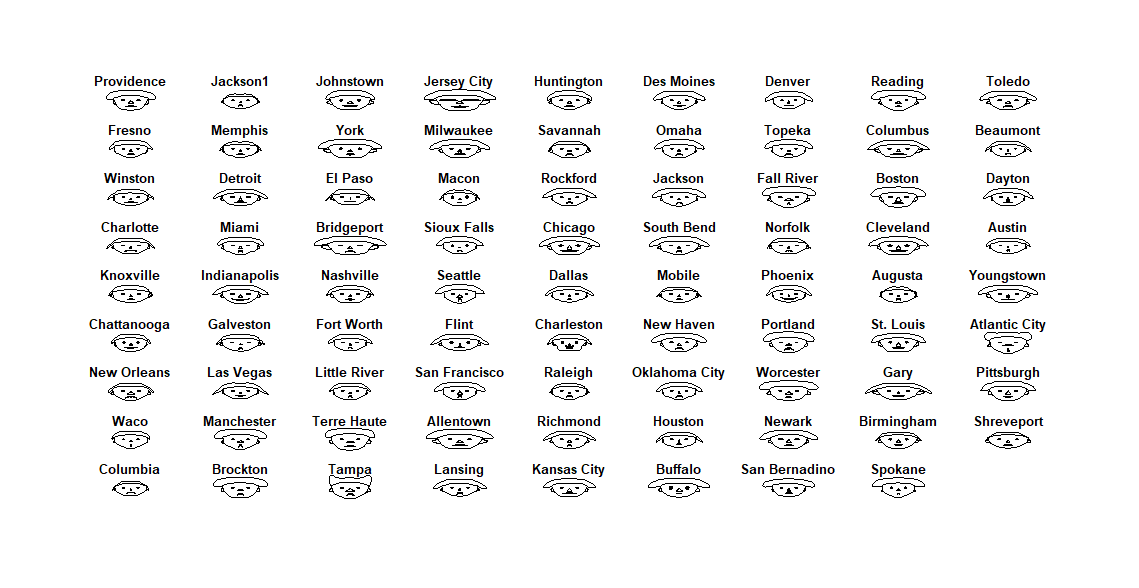 Providence Jackson1 Johnstown Jersey City Huntington Des Moines Denver Reading Toledo
Fresno Memphis York Milwaukee Savannah Omaha Topeka Columbus Beaumont
Winston Detroit El Paso Macon Rockford Jackson Fall River Boston Dayton
Charlotte Miami Bridgeport Sioux Falls Chicago South Bend Norfolk Cleveland Austin
Knoxville Indianapolis Nashville Seattle Dallas Mobile Phoenix Augusta Youngstown
Chattanooga Galveston Fort Worth Flint Charleston New Haven Portland St. Louis Atlantic City
New Orleans Las Vegas Little River San Francisco Raleigh Oklahoma City Worcester Gary Pittsburgh
Waco Manchester Terre Haute Allentown Richmond Houston Newark Birmingham Shreveport
Columbia Brockton Tampa Lansing Kansas City Buffalo San Bernadino Spokane